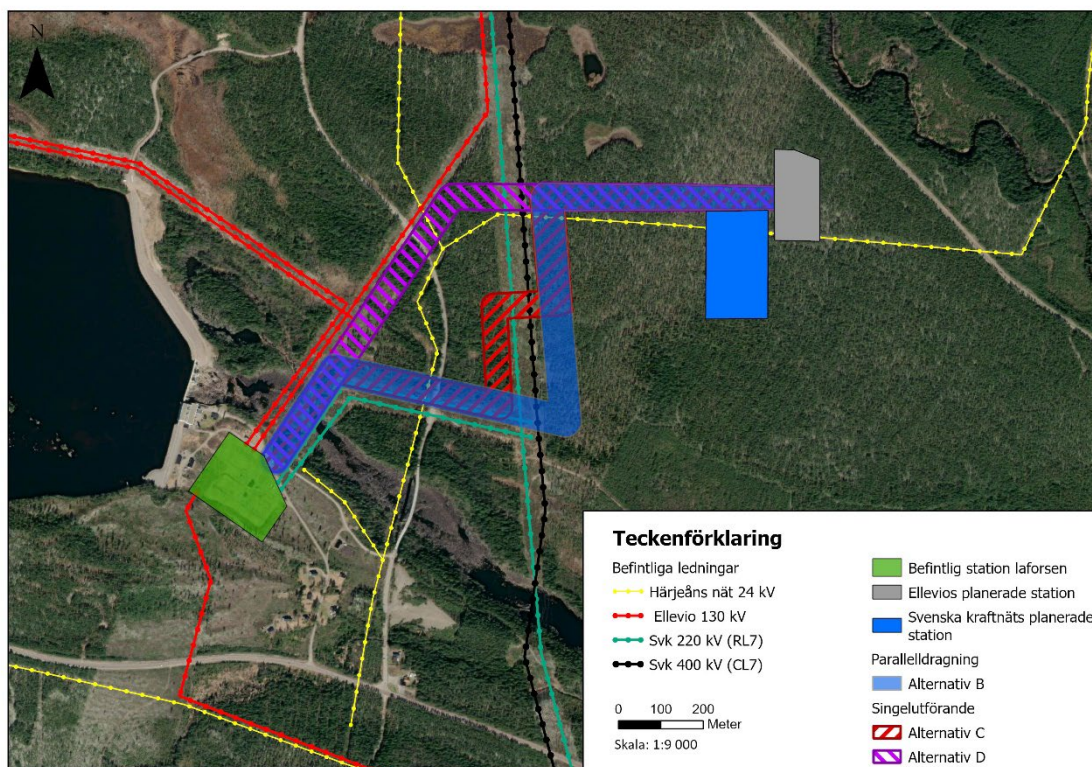 N
Teckenförklaring
Befintliga ledningar
Härjeåns nät 24 kV
Ellevio 130 kV
Svk 220 kV (RL7)
Svk 400 kV (CL7)
0 100 200
Meter
Skala: 1:9 000
Befintlig station laforsen
Ellevios planerade station
Svenska kraftnäts planerade
station
Parallelldragning
Alternativ B
Singelutförande
Alternativ C
Alternativ D